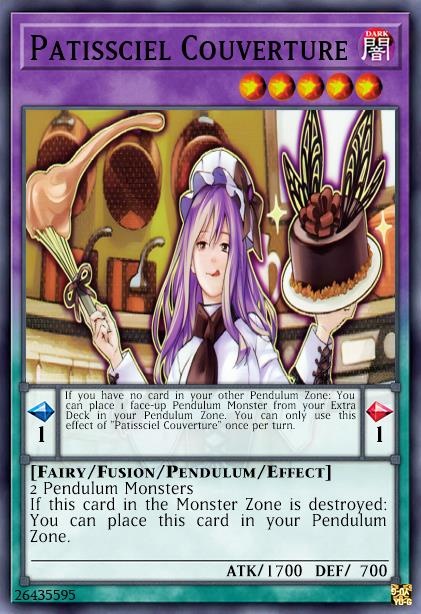 Patissciel Couverture
DARK
闇
If you have no card in your other Pendulum Zone: You
can place 1 face-up Pendulum Monster from your Extra
Deck in your Pendulum Zone. You can only use this
effect of "Patissciel Couverture" once per turn.
1
1
[Fairy/Fusion/Pendulum/Effect]
2 Pendulum Monsters
If this card in the Monster Zone is destroyed:
You can place this card in your Pendulum
Zone.
ATK/1700 DEF/ 700
26435595